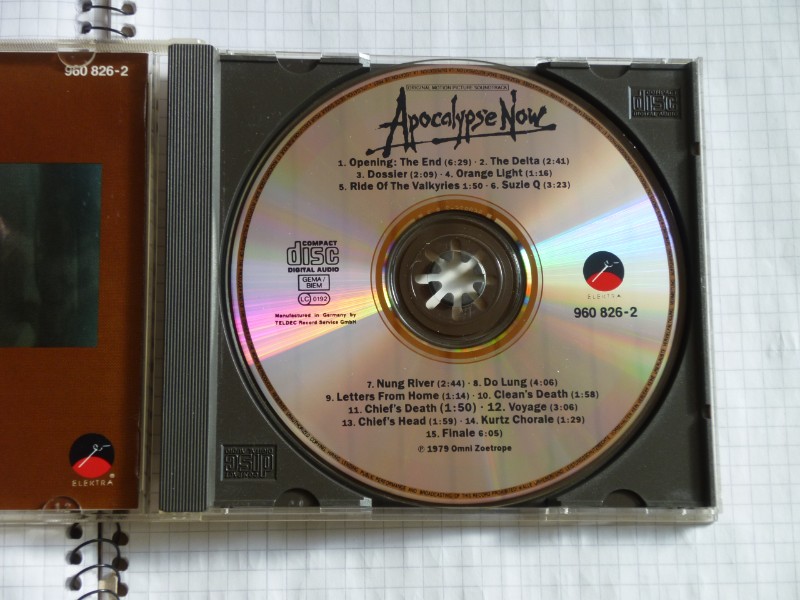 960 826-2
ELEKTRA
ORIGINAL MOTION PICTURE SOUNDTRACK
Apocalypse Now
1. Opening: The End (6:29) · 2. The Delta (2:41)
3. Dossier (2:09) · 4. Orange Light (1:16)
5. Ride Of The Valkyries 1:50 · 6. Suzie Q (3:23)
COMPACT
disc
DIGITAL AUDIO
GEMA/
BIEM
LC 0192
Manufactured in Germany by
TELDEC Record Service GmbH
ELEKTRA
960 826-2
7. Nung River (2:44) · 8. Do Lung (4:06)
9. Letters From Home (1:14) · 10. Clean's Death (1:58)
11. Chief's Death (1:50) · 12. Voyage (3:06)
13. Chief's Head (1:59) · 14. Kurtz Chorale (1:29)
15. Finale 6:05)
℗ 1979 Omni Zoetrope
COMPACT
disc